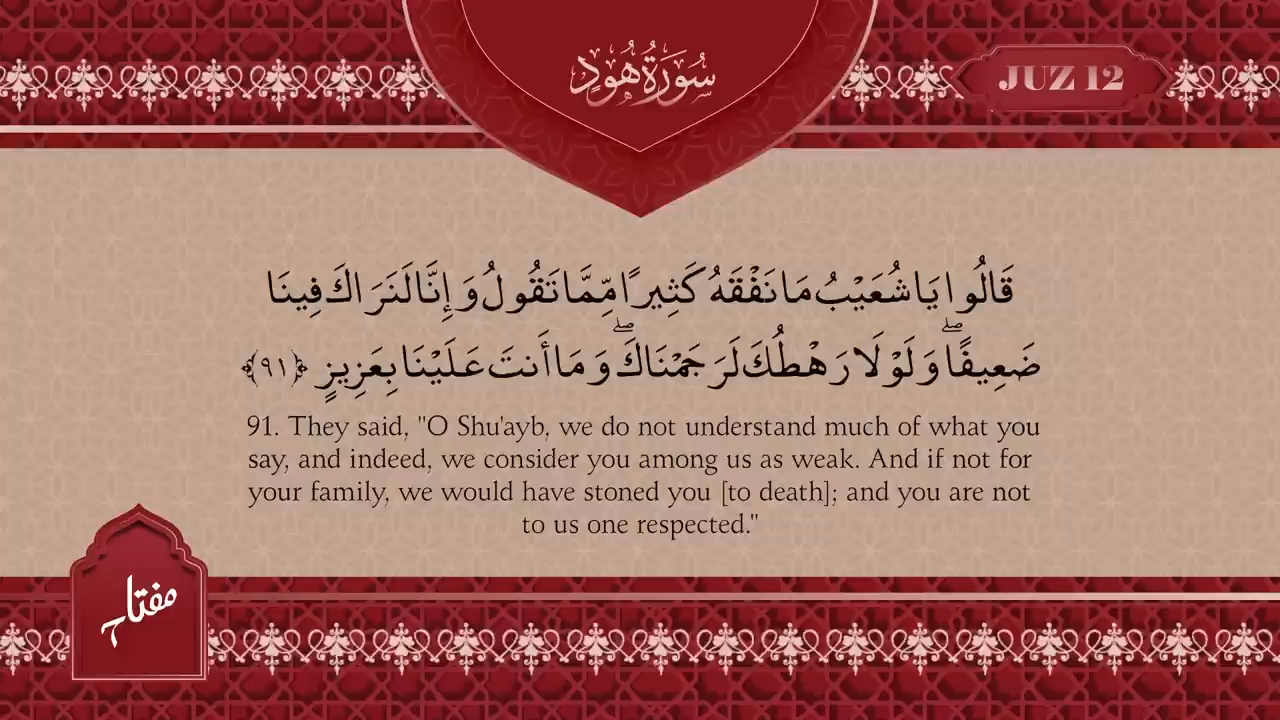 سُورَةُ هُودٍ
JUZ 12
قَالُوا يَا شُعَيْبُ مَا نَفْقَهُ كَثِيرًا مِّمَّا تَقُولُ وَإِنَّا لَنَرَاكَ فِينَا
ضَعِيفًا ۖ وَلَوْلَا رَهْطُكَ لَرَجَمْنَاكَ ۖ وَمَا أَنتَ عَلَيْنَا بِعَزِيزٍ ﴿٩١﴾
91. They said, "O Shu'ayb, we do not understand much of what you
say, and indeed, we consider you among us as weak. And if not for
your family, we would have stoned you [to death]; and you are not
to us one respected."
مفتاح